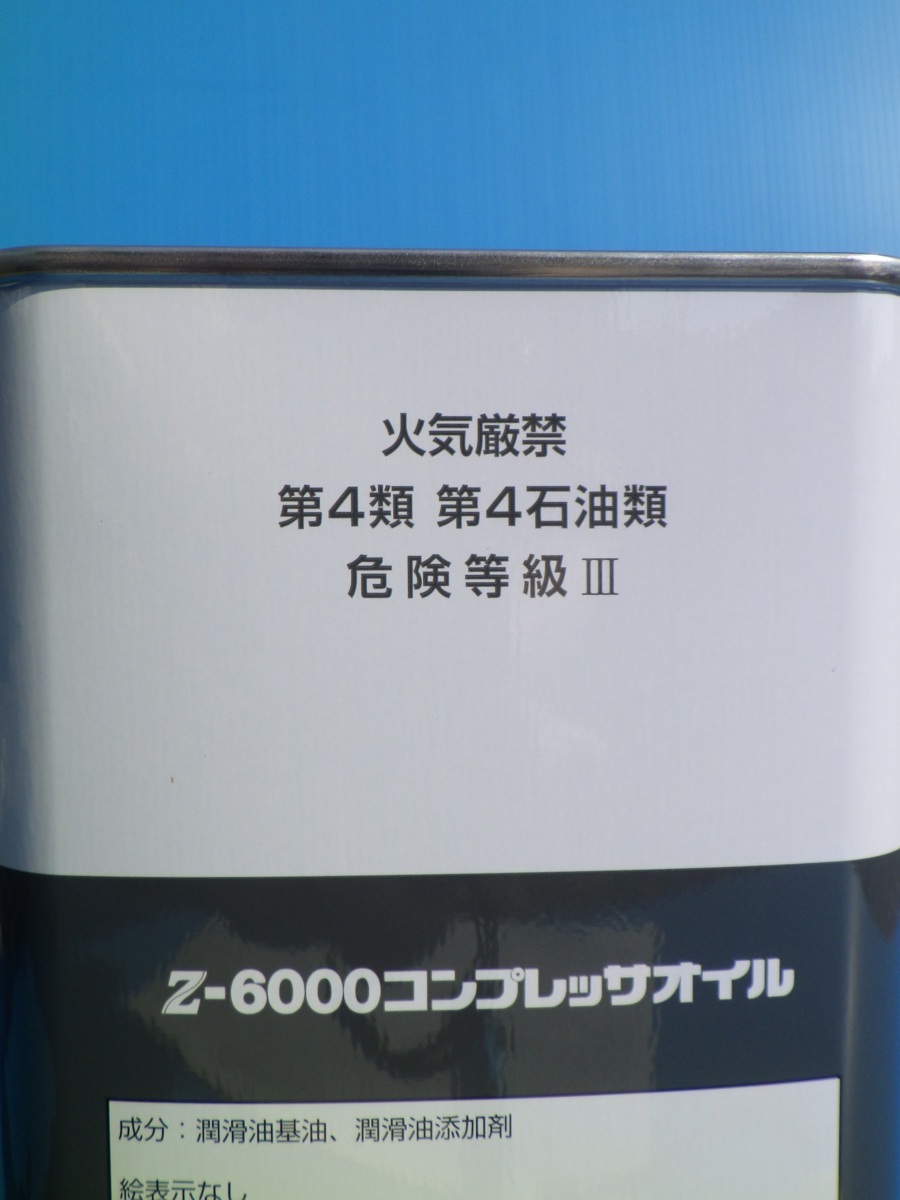 火気厳禁
第4類 第4石油類
危険等級Ⅲ
Z-6000コンプレッサオイル
成分：潤滑油基油、潤滑油添加剤
絵表示なし